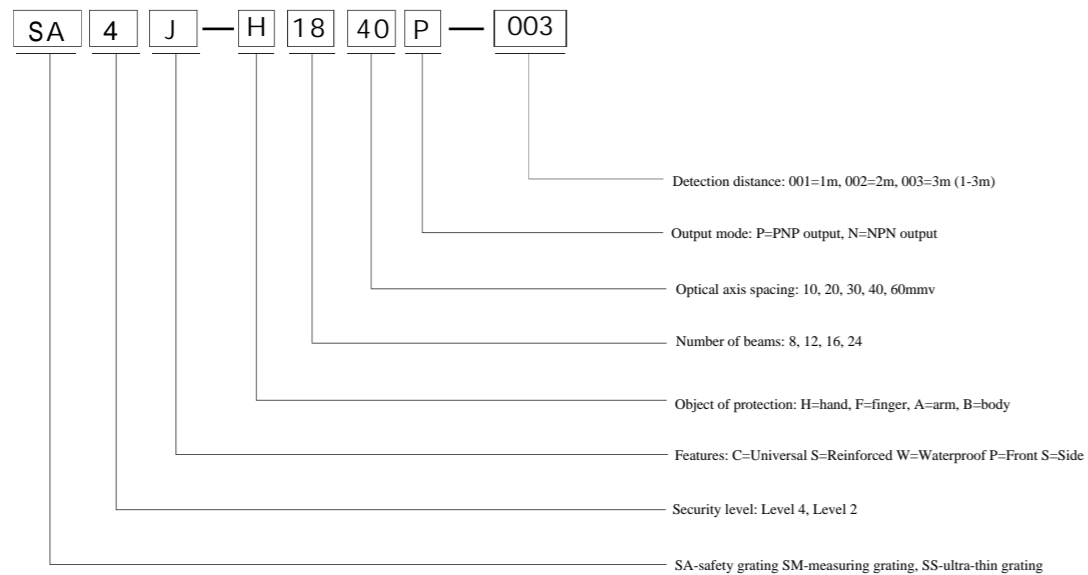 SA 4 J — H 18 40 P — 003
Detection distance: 001=1m, 002=2m, 003=3m (1-3m)
Output mode: P=PNP output, N=NPN output
Optical axis spacing: 10, 20, 30, 40, 60mmv
Number of beams: 8, 12, 16, 24
Object of protection: H=hand, F=finger, A=arm, B=body
Features: C=Universal S=Reinforced W=Waterproof P=Front S=Side
Security level: Level 4, Level 2
SA-safety grating SM-measuring grating, SS-ultra-thin grating